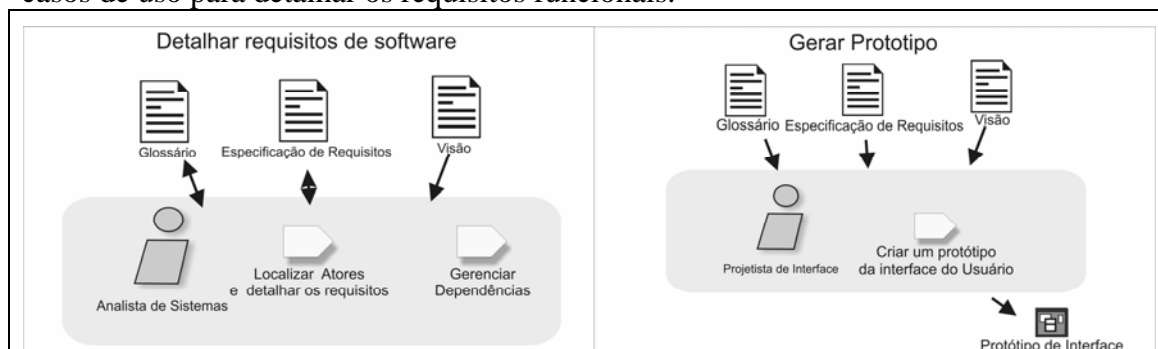 casos de uso para detalhar os requisitos funcionais.
Detalhar requisitos de software
Glossário
Especificação de Requisitos
Visão
Analista de Sistemas
Localizar Atores
e detalhar os requisitos
Gerenciar
Dependências
Gerar Prototipo
Glossário
Especificação de Requisitos
Visão
Projetista de Interface
Criar um protótipo
da interface do Usuário
Protótipo de Interface